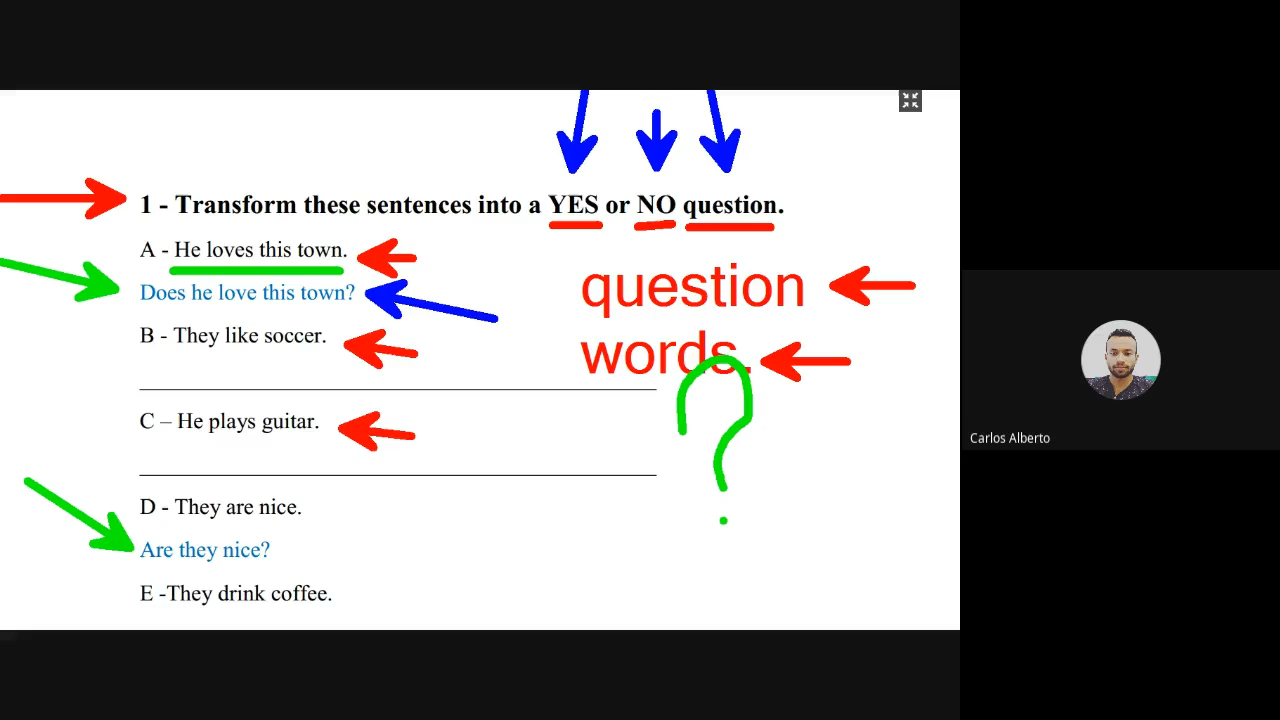 1 - Transform these sentences into a YES or NO question.
A - He loves this town.
Does he love this town?
B - They like soccer.
C – He plays guitar.
D - They are nice.
Are they nice?
E -They drink coffee.
question
words.
?
Carlos Alberto